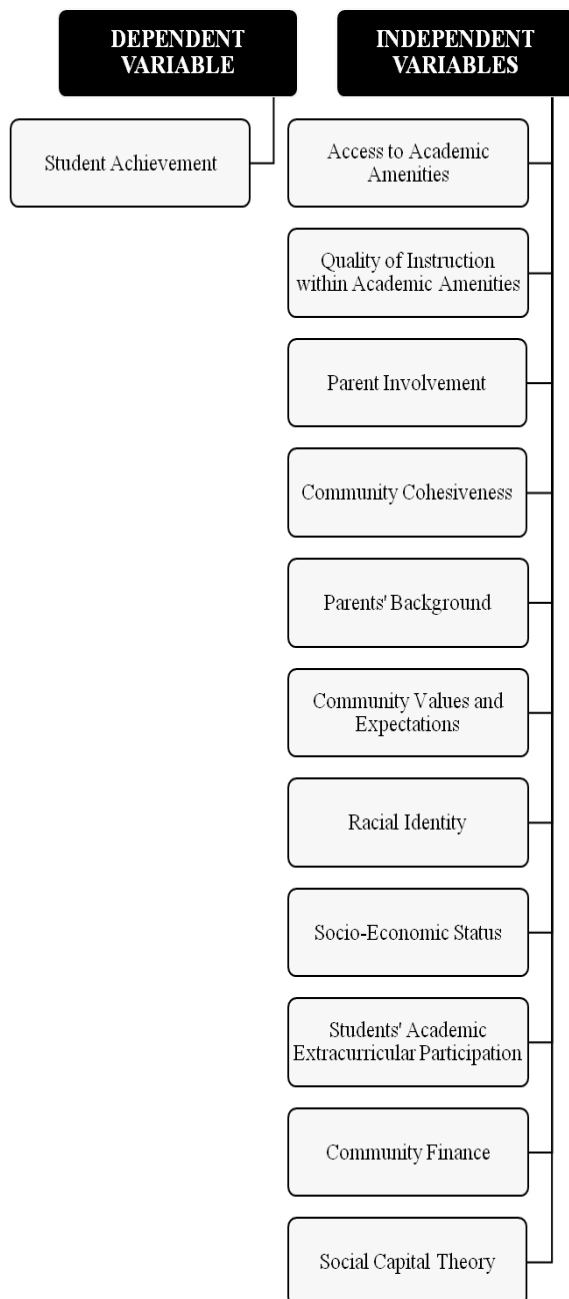 DEPENDENT
VARIABLE
Student Achievement
INDEPENDENT
VARIABLES
Access to Academic
Amenities
Quality of Instruction
within Academic Amenities
Parent Involvement
Community Cohesiveness
Parents' Background
Community Values and
Expectations
Racial Identity
Socio-Economic Status
Students' Academic
Extracurricular Participation
Community Finance
Social Capital Theory